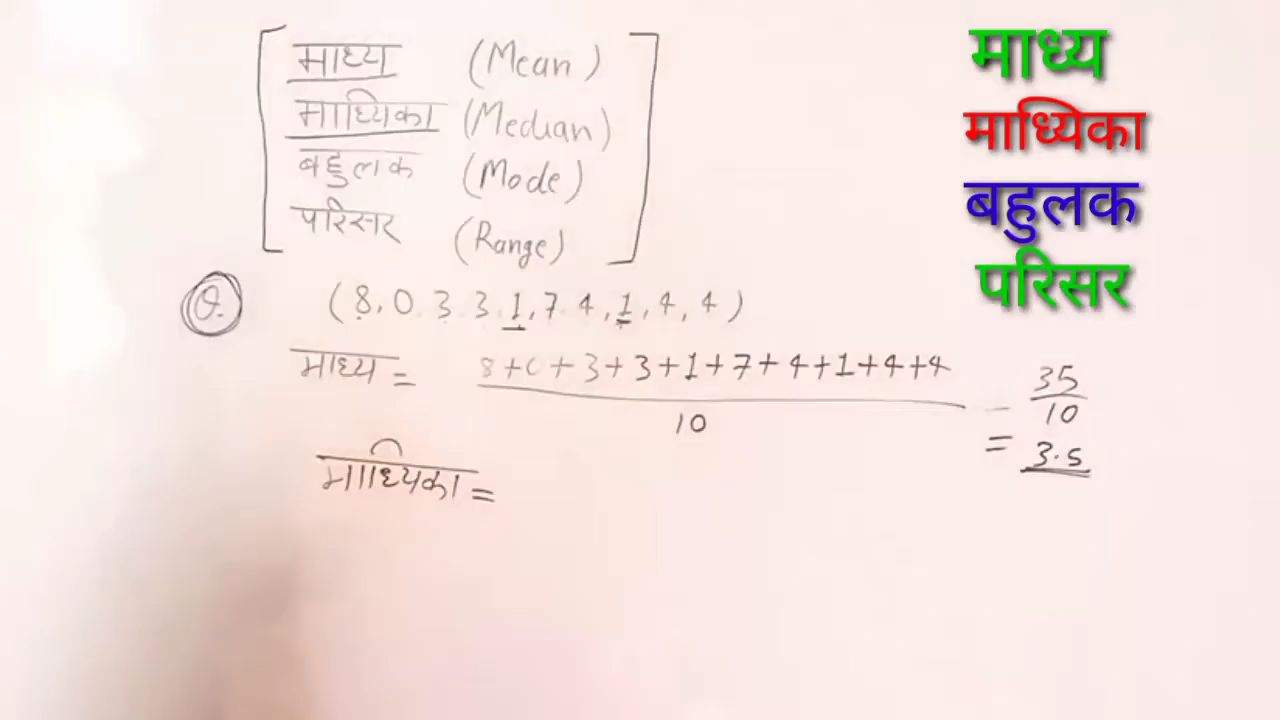 माध्य (Mean)
माध्यिका (Median)
बहुलक (Mode)
परिसर (Range)
माध्य
माध्यिका
बहुलक
परिसर
Q. (8, 0. 3. 3. 1, 7. 4, 1, 4, 4)
माध्य = 8+0+3+3+1+7+4+1+4+4
10
35
10
= 3.5
माध्यिका =